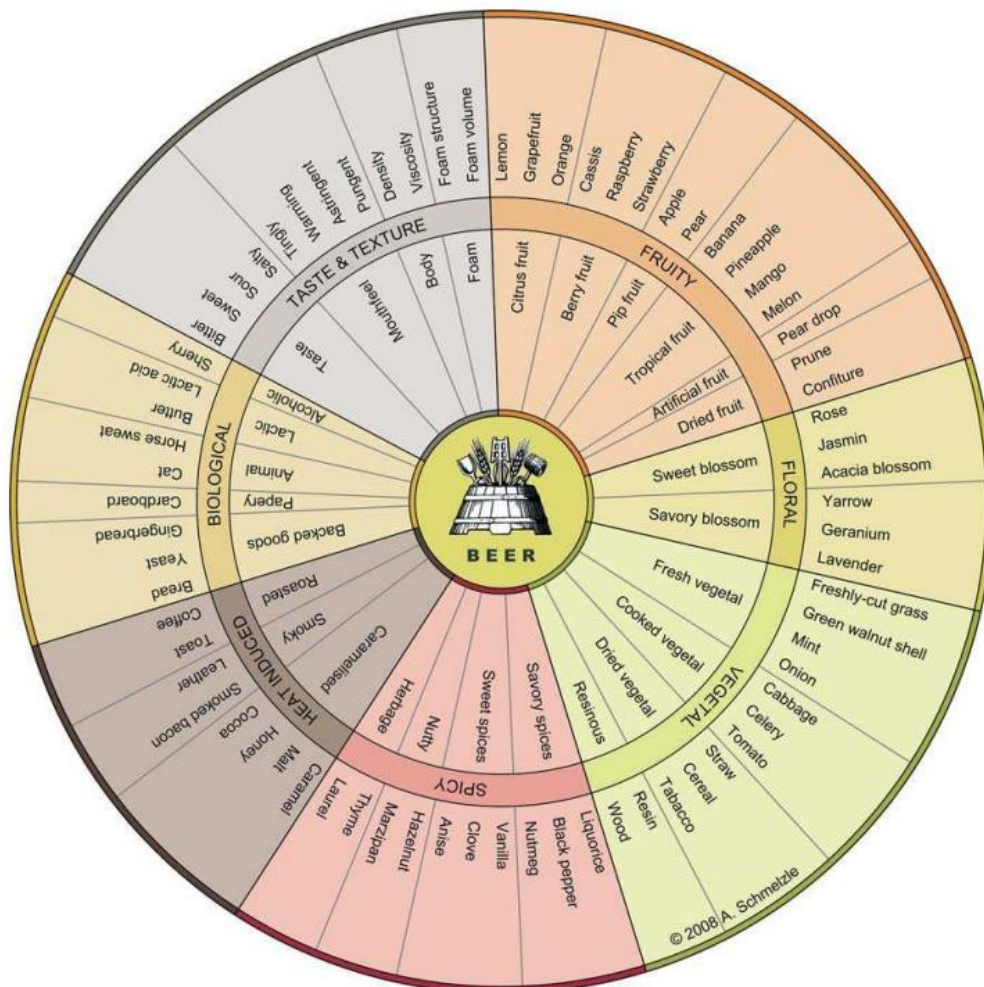 BEER
FRUITY
Citrus fruit
Lemon
Grapefruit
Orange
Berry fruit
Cassis
Raspberry
Strawberry
Pip fruit
Apple
Pear
Tropical fruit
Banana
Pineapple
Mango
Melon
Artificial fruit
Pear drop
Dried fruit
Prune
Confiture
FLORAL
Sweet blossom
Rose
Jasmin
Acacia blossom
Savory blossom
Yarrow
Geranium
Lavender
VEGETAL
Fresh vegetal
Freshly-cut grass
Green walnut shell
Mint
Onion
Cooked vegetal
Cabbage
Celery
Tomato
Dried vegetal
Straw
Cereal
Tabacco
Resinous
Resin
Wood
SPICY
Savory spices
Liquorice
Black pepper
Nutmeg
Sweet spices
Vanilla
Clove
Anise
Nutty
Hazelnut
Marzipan
Herbage
Thyme
Laurel
HEAT INDUCED
Caramelised
Caramel
Malt
Honey
Cocoa
Smoky
Smoked bacon
Leather
Roasted
Toast
Coffee
BIOLOGICAL
Backed goods
Bread
Yeast
Gingerbread
Papery
Cardboard
Animal
Cat
Horse sweat
Lactic
Butter
Lactic acid
Alcoholic
Sherry
TASTE & TEXTURE
Taste
Bitter
Sweet
Sour
Salty
Mouthfeel
Tingly
Warming
Astringent
Pungent
Body
Density
Viscosity
Foam
Foam structure
Foam volume
© 2008 A. Schmelzle